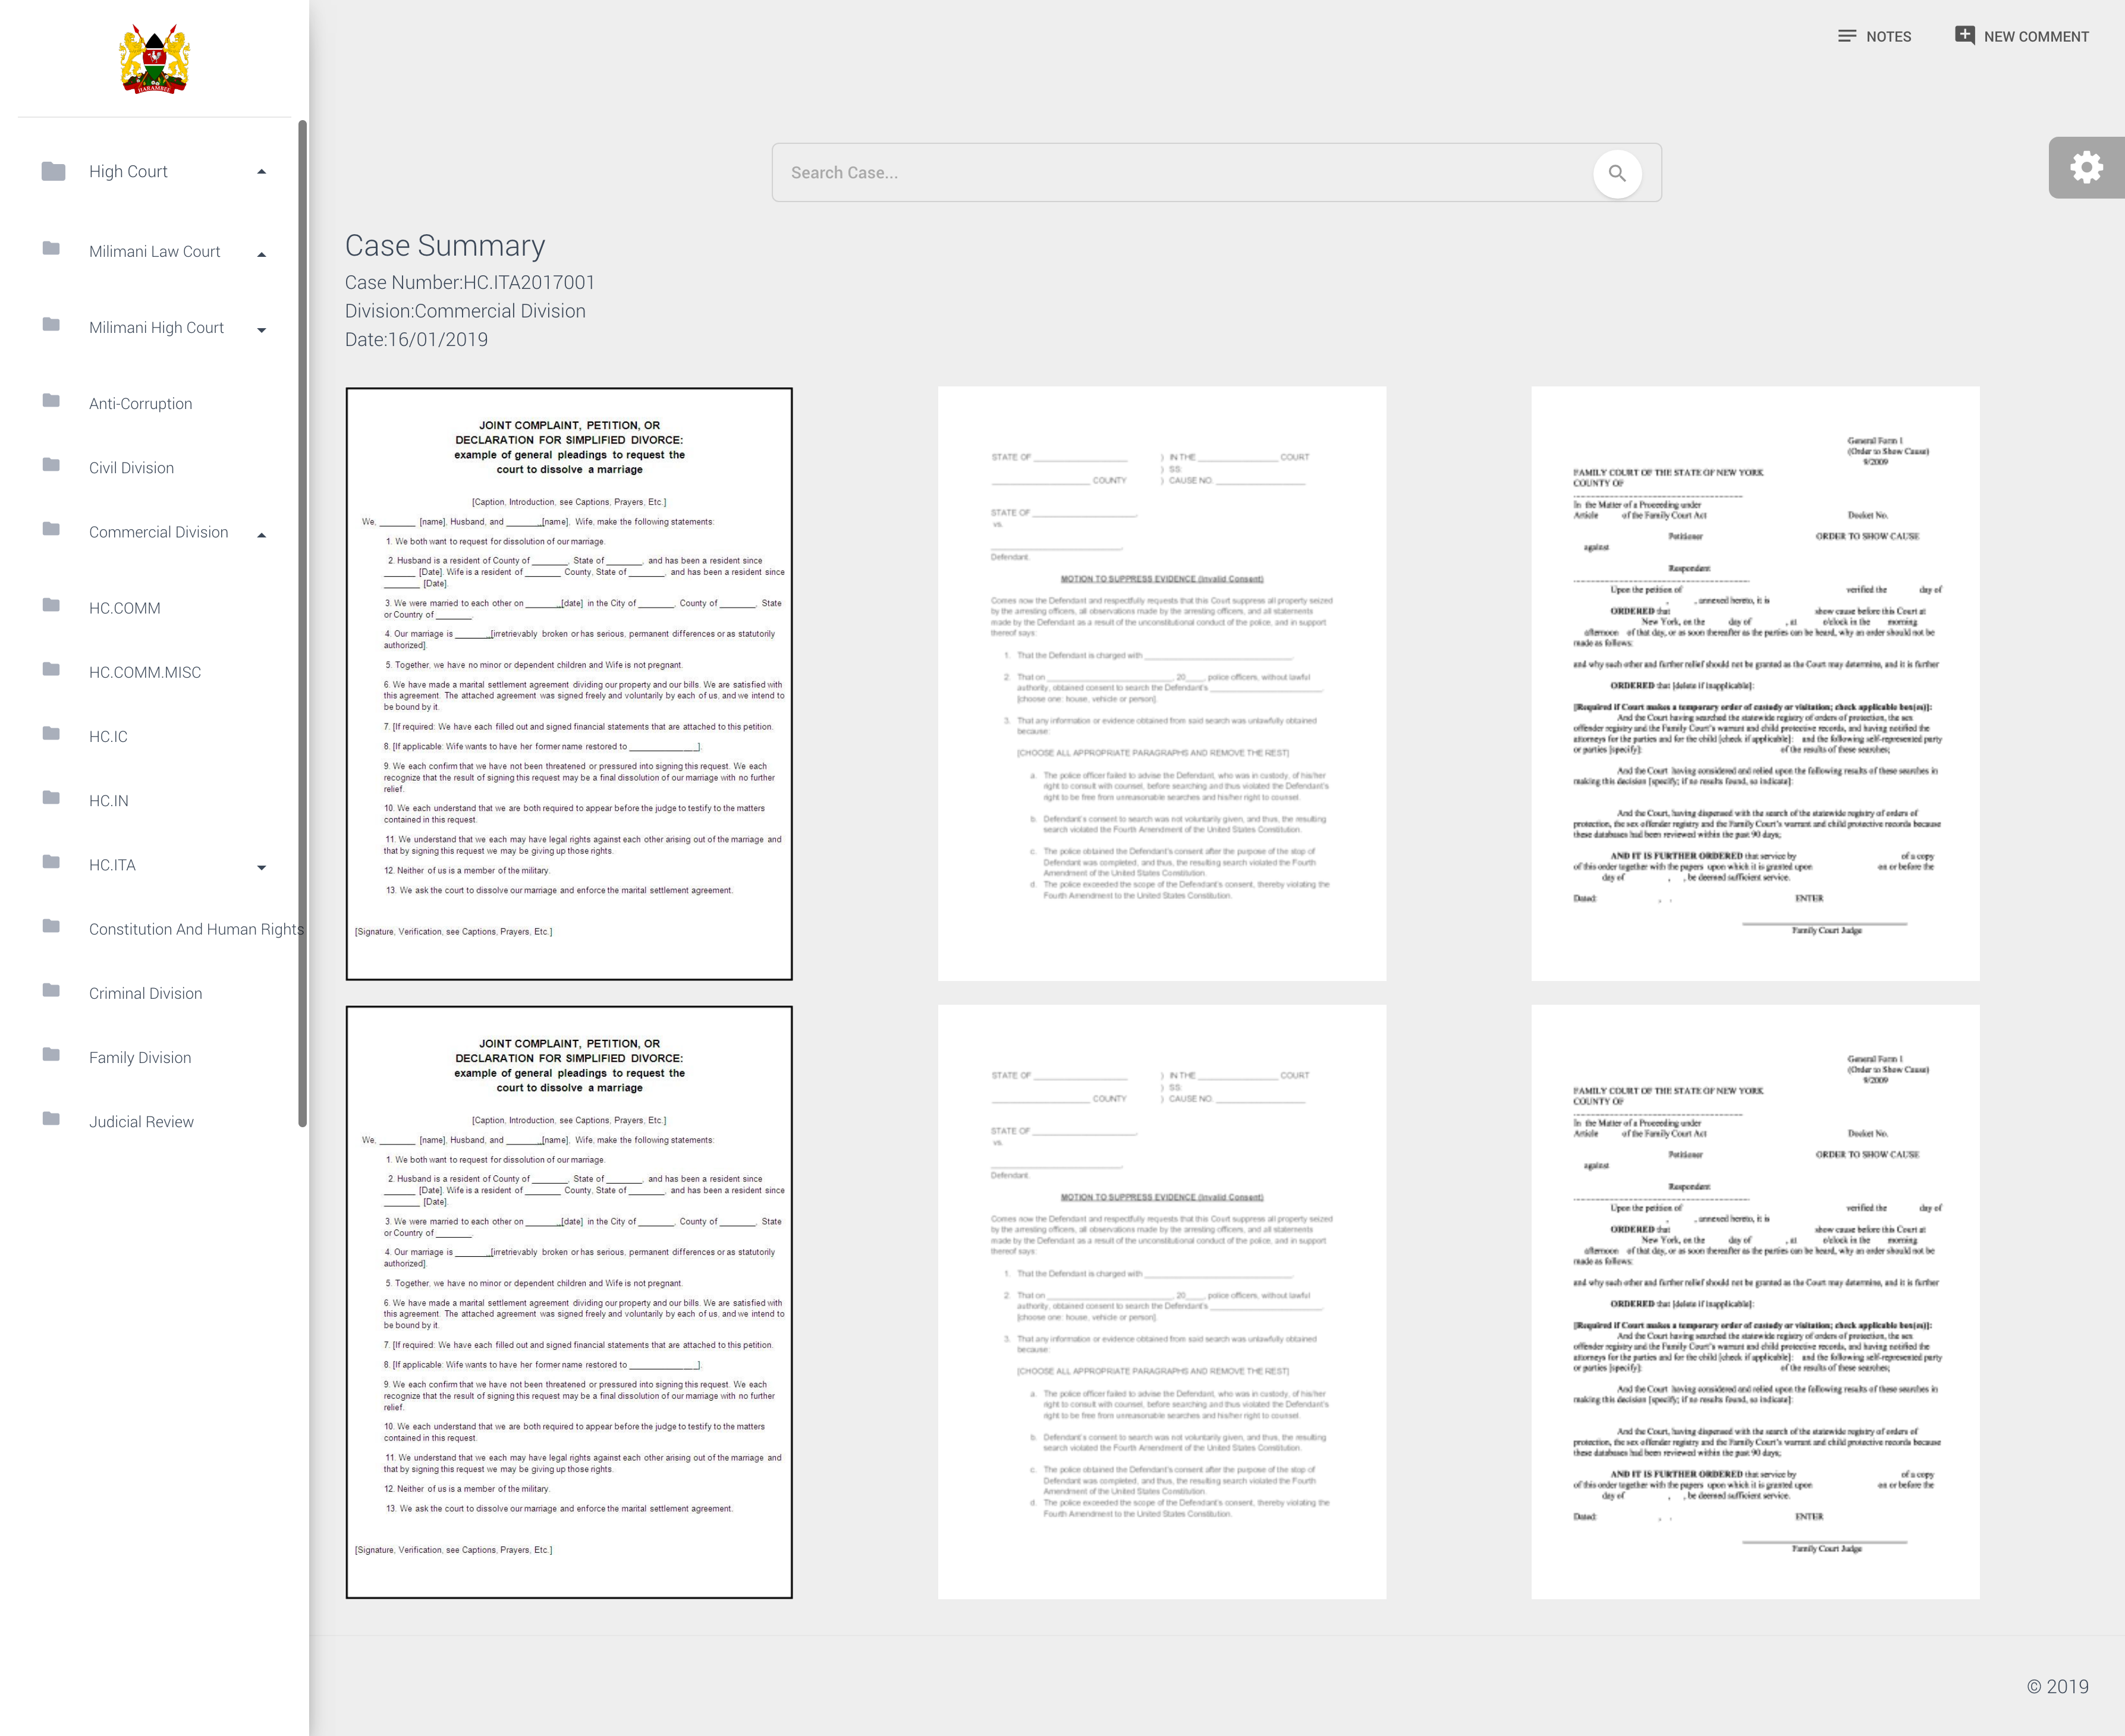 HARAMBEE
NOTES
NEW COMMENT
High Court
Milimani Law Court
Milimani High Court
Anti-Corruption
Civil Division
Commercial Division
HC.COMM
HC.COMM.MISC
HC.IC
HC.IN
HC.ITA
Constitution And Human Rights
Criminal Division
Family Division
Judicial Review
Search Case...
Case Summary
Case Number:HC.ITA2017001
Division:Commercial Division
Date:16/01/2019
JOINT COMPLAINT, PETITION, OR
DECLARATION FOR SIMPLIFIED DIVORCE:
example of general pleadings to request the
court to dissolve a marriage
[Caption, Introduction, see Captions, Prayers, Etc.]
We, ________ [name], Husband, and ________[name], Wife, make the following statements:
1. We both want to request for dissolution of our marriage.
2. Husband is a resident of County of ________, State of ________, and has been a resident since
_______ [Date]. Wife is a resident of ________ County, State of ________, and has been a resident since
________ [Date].
3. We were married to each other on ________[date] in the City of ________, County of ________, State
or Country of ________.
4. Our marriage is ________[irretrievably broken or has serious, permanent differences or as statutorily
authorized].
5. Together, we have no minor or dependent children and Wife is not pregnant.
6. We have made a marital settlement agreement dividing our property and our bills. We are satisfied with
this agreement. The attached agreement was signed freely and voluntarily by each of us, and we intend to
be bound by it.
7. [If required: We have each filled out and signed financial statements that are attached to this petition.
8. [If applicable: Wife wants to have her former name restored to _______________].
9. We each confirm that we have not been threatened or pressured into signing this request. We each
recognize that the result of signing this request may be a final dissolution of our marriage with no further
relief.
10. We each understand that we are both required to appear before the judge to testify to the matters
contained in this request.
11. We understand that we each may have legal rights against each other arising out of the marriage and
that by signing this request we may be giving up those rights.
12. Neither of us is a member of the military.
13. We ask the court to dissolve our marriage and enforce the marital settlement agreement.
[Signature, Verification, see Captions, Prayers, Etc.]
STATE OF ____________________ ) IN THE _________________ COURT
) SS:
_____________________ COUNTY ) CAUSE NO. ___________________
STATE OF ______________________,
vs.
____________________________,
Defendant.
MOTION TO SUPPRESS EVIDENCE (Invalid Consent)
Comes now the Defendant and respectfully requests that this Court suppress all property seized
by the arresting officers, all observations made by the arresting officers, and all statements
made by the Defendant as a result of the unconstitutional conduct of the police, and in support
thereof says:
1. That the Defendant is charged with ________________________________.
2. That on ___________________________, 20____, police officers, without lawful
authority, obtained consent to search the Defendant's ________________________,
[choose one: house, vehicle or person].
3. That any information or evidence obtained from said search was unlawfully obtained
because:
[CHOOSE ALL APPROPRIATE PARAGRAPHS AND REMOVE THE REST]
a. The police officer failed to advise the Defendant, who was in custody, of his/her
right to consult with counsel, before searching and thus violated the Defendant's
right to be free from unreasonable searches and his/her right to counsel.
b. Defendant's consent to search was not voluntarily given, and thus, the resulting
search violated the Fourth Amendment of the United States Constitution.
c. The police obtained the Defendant's consent after the purpose of the stop of
Defendant was completed, and thus, the resulting search violated the Fourth
Amendment of the United States Constitution.
d. The police exceeded the scope of the Defendant's consent, thereby violating the
Fourth Amendment to the United States Constitution.
General Form 1
(Order to Show Cause)
9/2009
FAMILY COURT OF THE STATE OF NEW YORK
COUNTY OF
In the Matter of a Proceeding under
Article of the Family Court Act Docket No.
Petitioner ORDER TO SHOW CAUSE
against
Respondent
Upon the petition of verified the day of
, , annexed hereto, it is
ORDERED that show cause before this Court at
New York, on the day of , at o'clock in the morning
afternoon of that day, or as soon thereafter as the parties can be heard, why an order should not be
made as follows:
and why such other and further relief should not be granted as the Court may determine, and it is further
ORDERED that [delete if inapplicable]:
[Required if Court makes a temporary order of custody or visitation; check applicable box(es)]:
And the Court having searched the statewide registry of orders of protection, the sex
offender registry and the Family Court's warrant and child protective records, and having notified the
attorneys for the parties and for the child [check if applicable]: and the following self-represented party
or parties [specify]: of the results of these searches;
And the Court having considered and relied upon the following results of these searches in
making this decision [specify; if no results found, so indicate]:
And the Court, having dispensed with the search of the statewide registry of orders of
protection, the sex offender registry and the Family Court's warrant and child protective records because
these databases had been reviewed within the past 90 days;
AND IT IS FURTHER ORDERED that service by of a copy
of this order together with the papers upon which it is granted upon on or before the
day of , , be deemed sufficient service.
Dated: , . ENTER
Family Court Judge
JOINT COMPLAINT, PETITION, OR
DECLARATION FOR SIMPLIFIED DIVORCE:
example of general pleadings to request the
court to dissolve a marriage
[Caption, Introduction, see Captions, Prayers, Etc.]
We, ________ [name], Husband, and ________[name], Wife, make the following statements:
1. We both want to request for dissolution of our marriage.
2. Husband is a resident of County of ________, State of ________, and has been a resident since
_______ [Date]. Wife is a resident of ________ County, State of ________, and has been a resident since
________ [Date].
3. We were married to each other on ________[date] in the City of ________, County of ________, State
or Country of ________.
4. Our marriage is ________[irretrievably broken or has serious, permanent differences or as statutorily
authorized].
5. Together, we have no minor or dependent children and Wife is not pregnant.
6. We have made a marital settlement agreement dividing our property and our bills. We are satisfied with
this agreement. The attached agreement was signed freely and voluntarily by each of us, and we intend to
be bound by it.
7. [If required: We have each filled out and signed financial statements that are attached to this petition.
8. [If applicable: Wife wants to have her former name restored to _______________].
9. We each confirm that we have not been threatened or pressured into signing this request. We each
recognize that the result of signing this request may be a final dissolution of our marriage with no further
relief.
10. We each understand that we are both required to appear before the judge to testify to the matters
contained in this request.
11. We understand that we each may have legal rights against each other arising out of the marriage and
that by signing this request we may be giving up those rights.
12. Neither of us is a member of the military.
13. We ask the court to dissolve our marriage and enforce the marital settlement agreement.
[Signature, Verification, see Captions, Prayers, Etc.]
STATE OF ____________________ ) IN THE _________________ COURT
) SS:
_____________________ COUNTY ) CAUSE NO. ___________________
STATE OF ______________________,
vs.
____________________________,
Defendant.
MOTION TO SUPPRESS EVIDENCE (Invalid Consent)
Comes now the Defendant and respectfully requests that this Court suppress all property seized
by the arresting officers, all observations made by the arresting officers, and all statements
made by the Defendant as a result of the unconstitutional conduct of the police, and in support
thereof says:
1. That the Defendant is charged with ________________________________.
2. That on ___________________________, 20____, police officers, without lawful
authority, obtained consent to search the Defendant's ________________________,
[choose one: house, vehicle or person].
3. That any information or evidence obtained from said search was unlawfully obtained
because:
[CHOOSE ALL APPROPRIATE PARAGRAPHS AND REMOVE THE REST]
a. The police officer failed to advise the Defendant, who was in custody, of his/her
right to consult with counsel, before searching and thus violated the Defendant's
right to be free from unreasonable searches and his/her right to counsel.
b. Defendant's consent to search was not voluntarily given, and thus, the resulting
search violated the Fourth Amendment of the United States Constitution.
c. The police obtained the Defendant's consent after the purpose of the stop of
Defendant was completed, and thus, the resulting search violated the Fourth
Amendment of the United States Constitution.
d. The police exceeded the scope of the Defendant's consent, thereby violating the
Fourth Amendment to the United States Constitution.
General Form 1
(Order to Show Cause)
9/2009
FAMILY COURT OF THE STATE OF NEW YORK
COUNTY OF
In the Matter of a Proceeding under
Article of the Family Court Act Docket No.
Petitioner ORDER TO SHOW CAUSE
against
Respondent
Upon the petition of verified the day of
, , annexed hereto, it is
ORDERED that show cause before this Court at
New York, on the day of , at o'clock in the morning
afternoon of that day, or as soon thereafter as the parties can be heard, why an order should not be
made as follows:
and why such other and further relief should not be granted as the Court may determine, and it is further
ORDERED that [delete if inapplicable]:
[Required if Court makes a temporary order of custody or visitation; check applicable box(es)]:
And the Court having searched the statewide registry of orders of protection, the sex
offender registry and the Family Court's warrant and child protective records, and having notified the
attorneys for the parties and for the child [check if applicable]: and the following self-represented party
or parties [specify]: of the results of these searches;
And the Court having considered and relied upon the following results of these searches in
making this decision [specify; if no results found, so indicate]:
And the Court, having dispensed with the search of the statewide registry of orders of
protection, the sex offender registry and the Family Court's warrant and child protective records because
these databases had been reviewed within the past 90 days;
AND IT IS FURTHER ORDERED that service by of a copy
of this order together with the papers upon which it is granted upon on or before the
day of , , be deemed sufficient service.
Dated: , . ENTER
Family Court Judge
© 2019